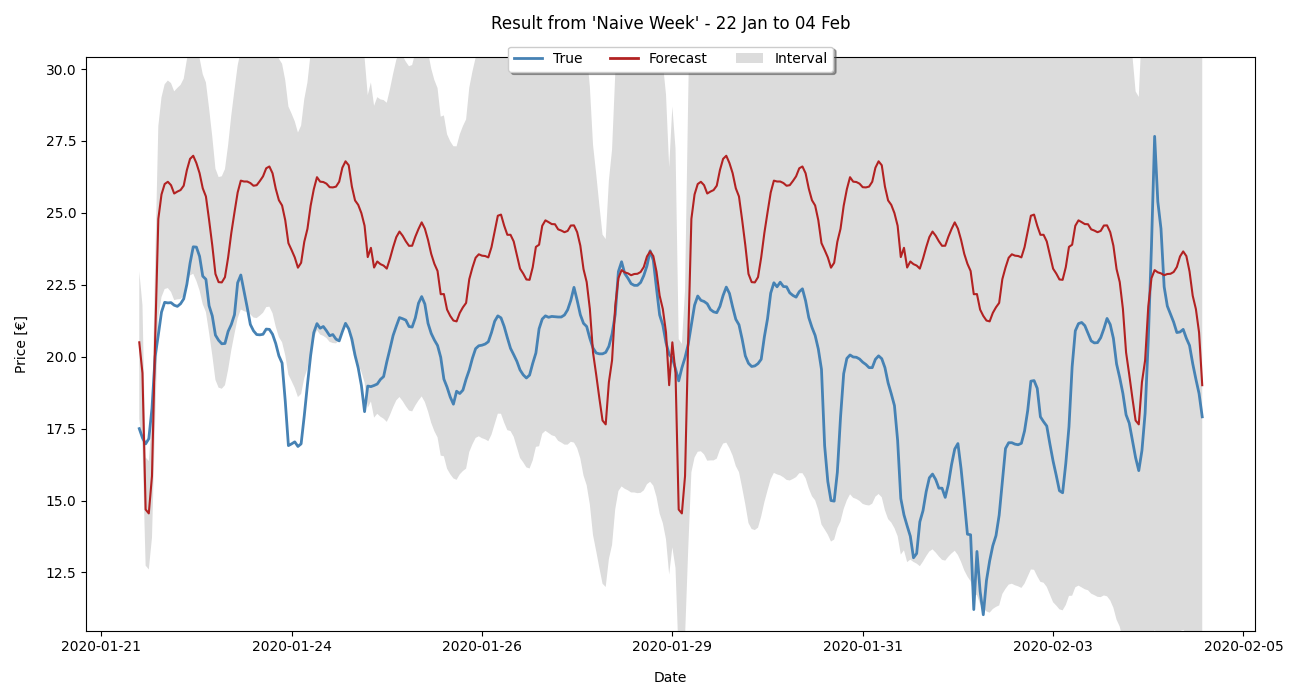 Result from 'Naive Week' - 22 Jan to 04 Feb
True Forecast Interval
30.0
27.5
25.0
22.5
20.0
17.5
15.0
12.5
Price [€]
2020-01-21 2020-01-24 2020-01-26 2020-01-29 2020-01-31 2020-02-03 2020-02-05
Date